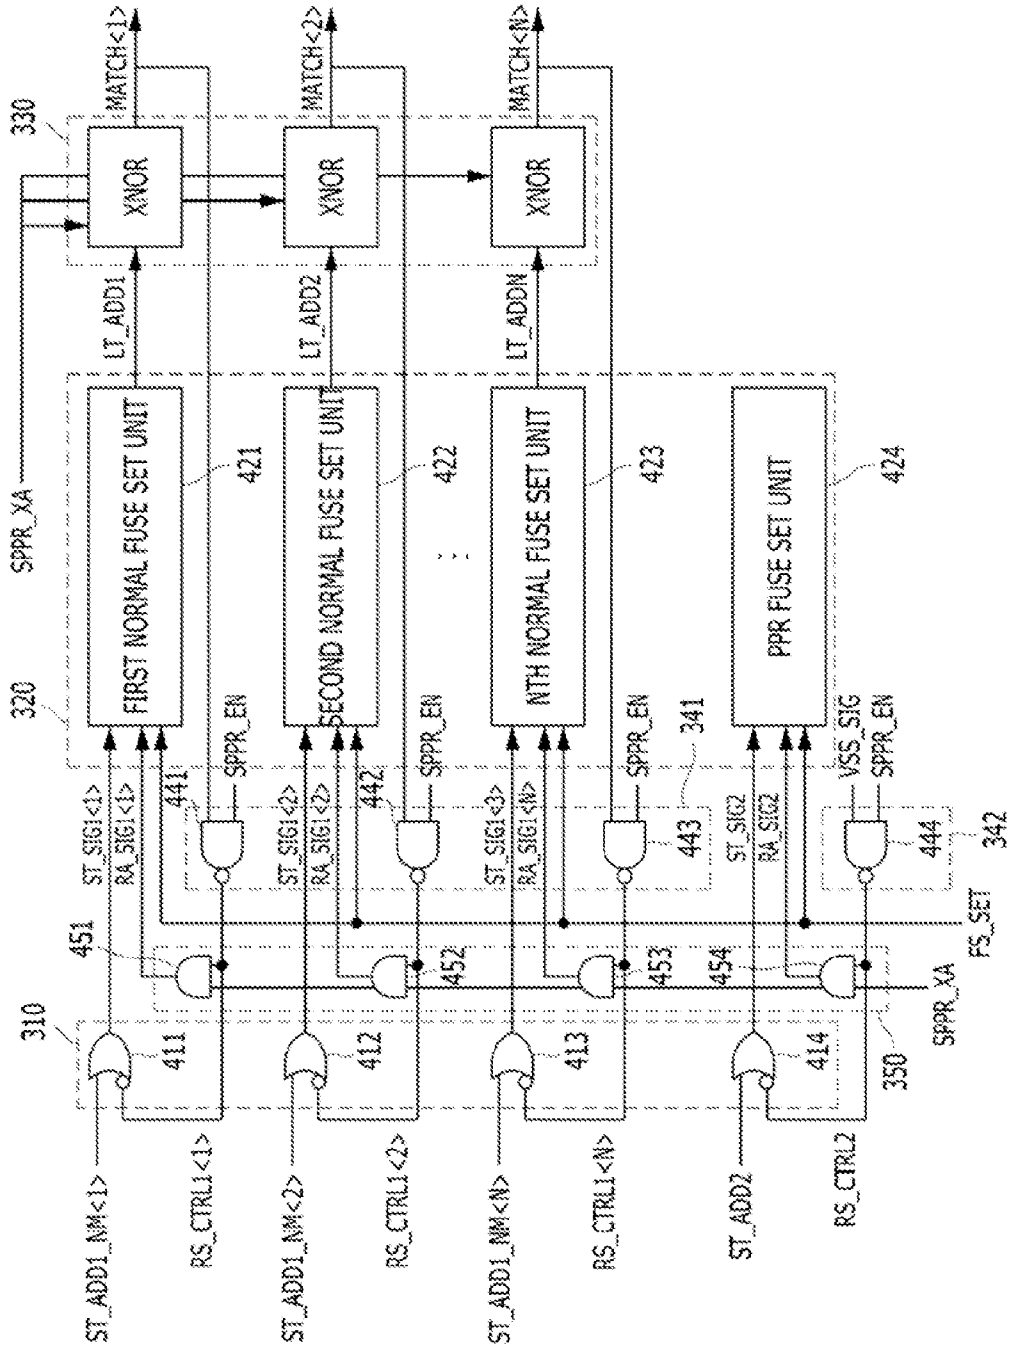 SPPR_XA
330
MATCH<1>
MATCH<2>
MATCH<N>
XNOR
XNOR
XNOR
LT_ADD1
LT_ADD2
LT_ADDN
320
FIRST NORMAL FUSE SET UNIT
421
SECOND NORMAL FUSE SET UNIT
422
NTH NORMAL FUSE SET UNIT
423
PPR FUSE SET UNIT
424
ST_SIG1<1>
RA_SIG1<1>
441
SPPR_EN
ST_SIG1<2>
RA_SIG1<2>
442
SPPR_EN
ST_SIG1<3>
RA_SIG1<N>
443
SPPR_EN
341
ST_SIG2
RA_SIG2
VSS_SIG
SPPR_EN
444
342
FS_SET
451
452
453
454
SPPR_XA
350
310
411
412
413
414
ST_ADD1_NM<1>
RS_CTRL1<1>
ST_ADD1_NM<2>
RS_CTRL1<2>
ST_ADD1_NM<N>
RS_CTRL1<N>
ST_ADD2
RS_CTRL2